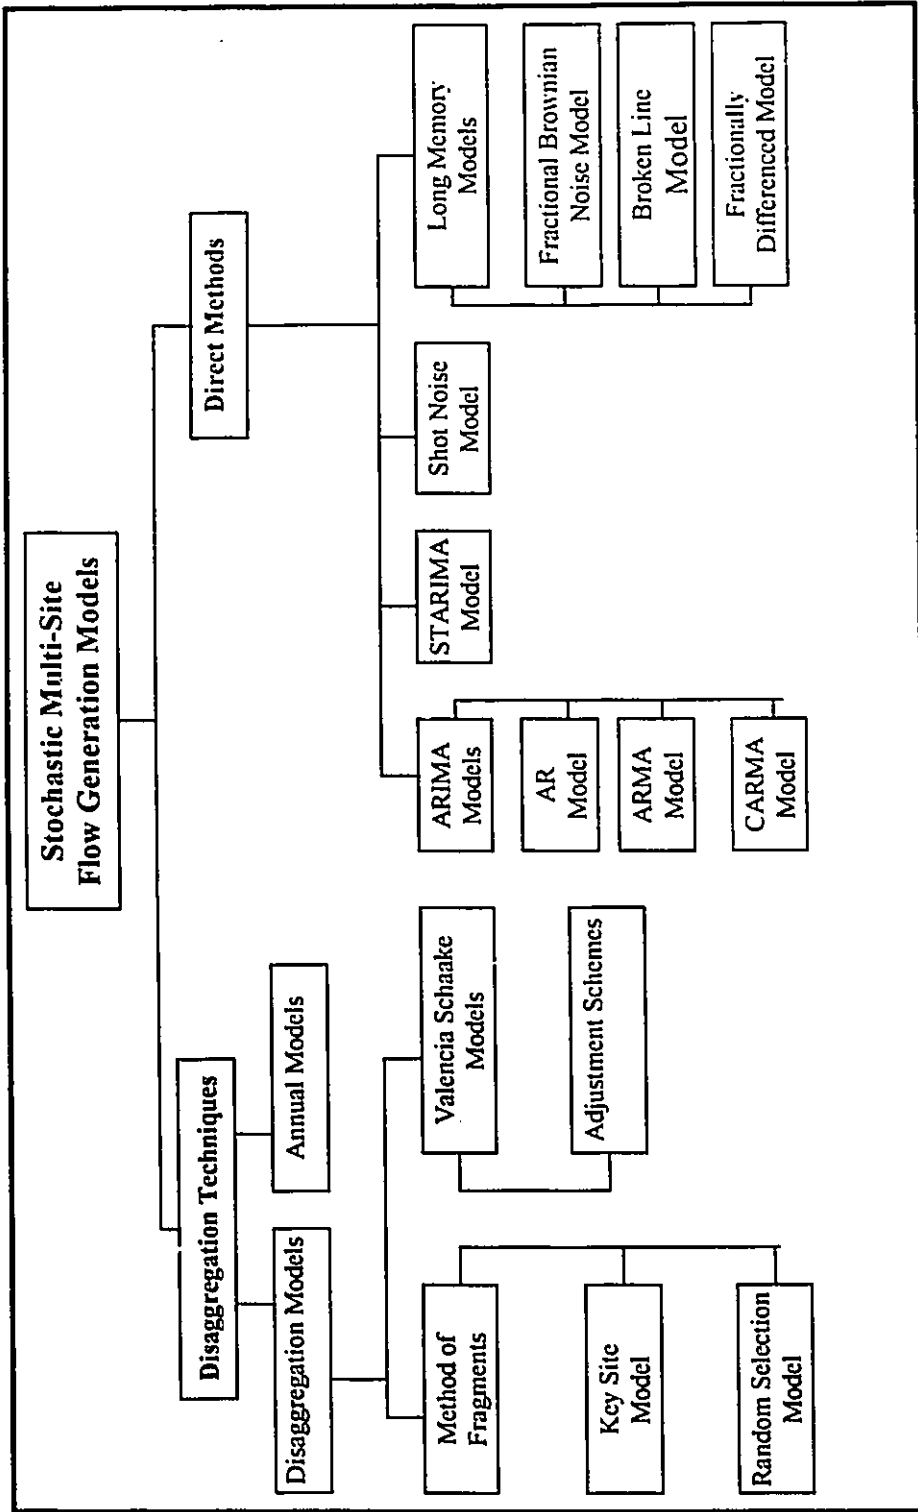 Stochastic Multi-Site
Flow Generation Models
Disaggregation Techniques
Direct Methods
Disaggregation Models
Annual Models
Method of
Fragments
Key Site
Model
Random Selection
Model
Valencia Schaake
Models
Adjustment Schemes
ARIMA
Models
AR
Model
ARMA
Model
CARMA
Model
STARIMA
Model
Shot Noise
Model
Long Memory
Models
Fractional Brownian
Noise Model
Broken Line
Model
Fractionally
Differenced Model